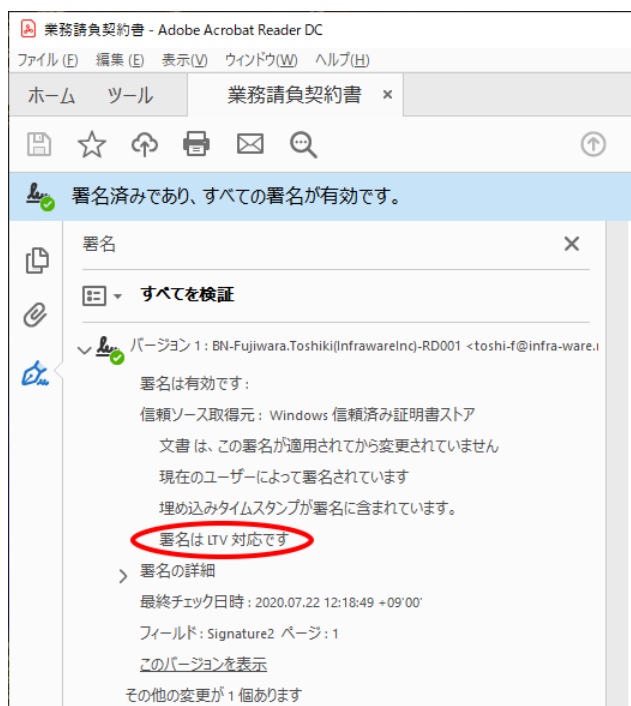 業務請負契約書 - Adobe Acrobat Reader DC
ファイル(F) 編集(E) 表示(V) ウィンドウ(W) ヘルプ(H)
ホーム ツール 業務請負契約書 ×
署名済みであり、すべての署名が有効です。
署名
すべてを検証
バージョン 1 : BN-Fujiwara.Toshiki(InfrawareInc)-RD001 <toshi-f@infra-ware.
署名は有効です :
信頼ソース取得元 : Windows 信頼済み証明書ストア
文書 は、この署名が適用されてから変更されていません
現在のユーザーによって署名されています
埋め込みタイムスタンプが署名に含まれています。
署名は LTV 対応です
署名の詳細
最終チェック日時 : 2020.07.22 12:18:49 +09'00'
フィールド : Signature2 ページ : 1
このバージョンを表示
その他の変更が 1 個あります